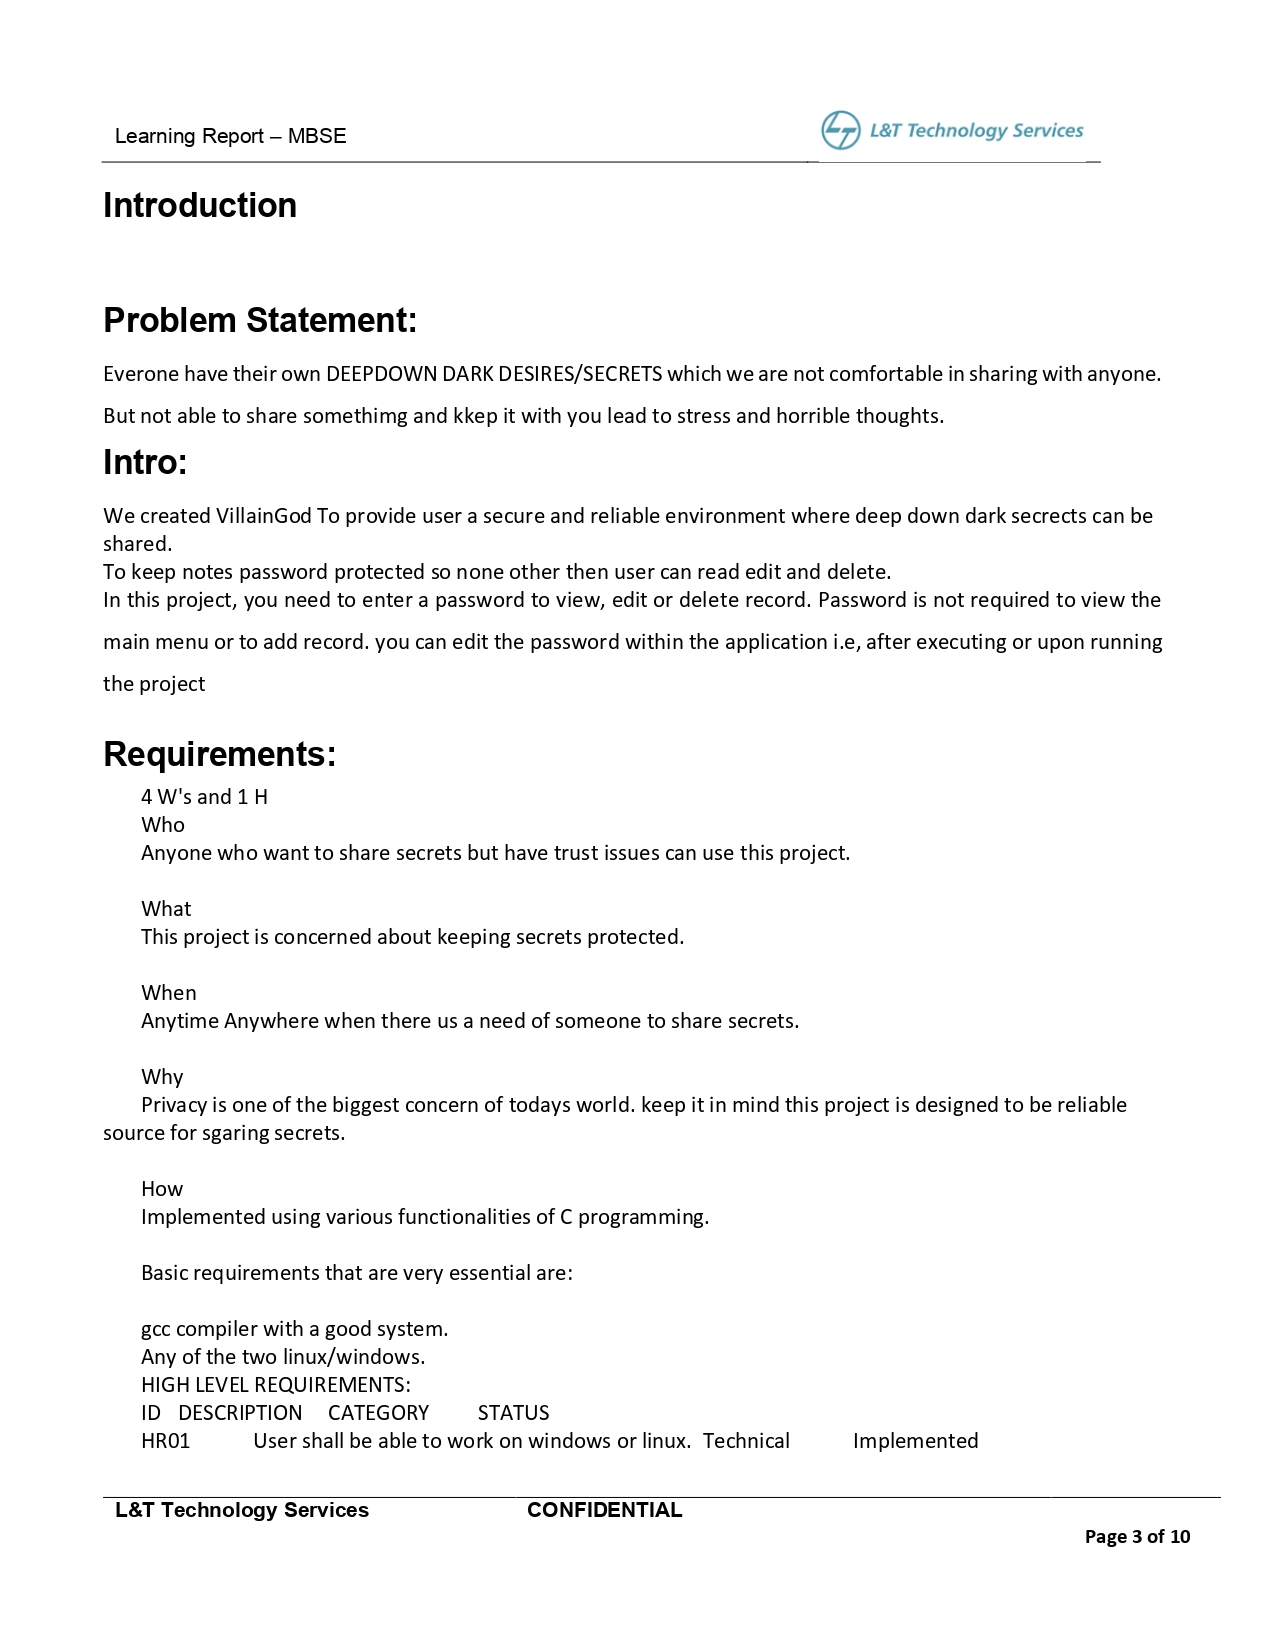 Learning Report – MBSE
L&T Technology Services
Introduction
Problem Statement:
Everone have their own DEEPDOWN DARK DESIRES/SECRETS which we are not comfortable in sharing with anyone.
But not able to share somethimg and kkep it with you lead to stress and horrible thoughts.
Intro:
We created VillainGod To provide user a secure and reliable environment where deep down dark secrects can be
shared.
To keep notes password protected so none other then user can read edit and delete.
In this project, you need to enter a password to view, edit or delete record. Password is not required to view the
main menu or to add record. you can edit the password within the application i.e, after executing or upon running
the project
Requirements:
4 W's and 1 H
Who
Anyone who want to share secrets but have trust issues can use this project.
What
This project is concerned about keeping secrets protected.
When
Anytime Anywhere when there us a need of someone to share secrets.
Why
Privacy is one of the biggest concern of todays world. keep it in mind this project is designed to be reliable
source for sgaring secrets.
How
Implemented using various functionalities of C programming.
Basic requirements that are very essential are:
gcc compiler with a good system.
Any of the two linux/windows.
HIGH LEVEL REQUIREMENTS:
ID DESCRIPTION CATEGORY STATUS
HR01 User shall be able to work on windows or linux. Technical Implemented
L&T Technology Services CONFIDENTIAL
Page 3 of 10